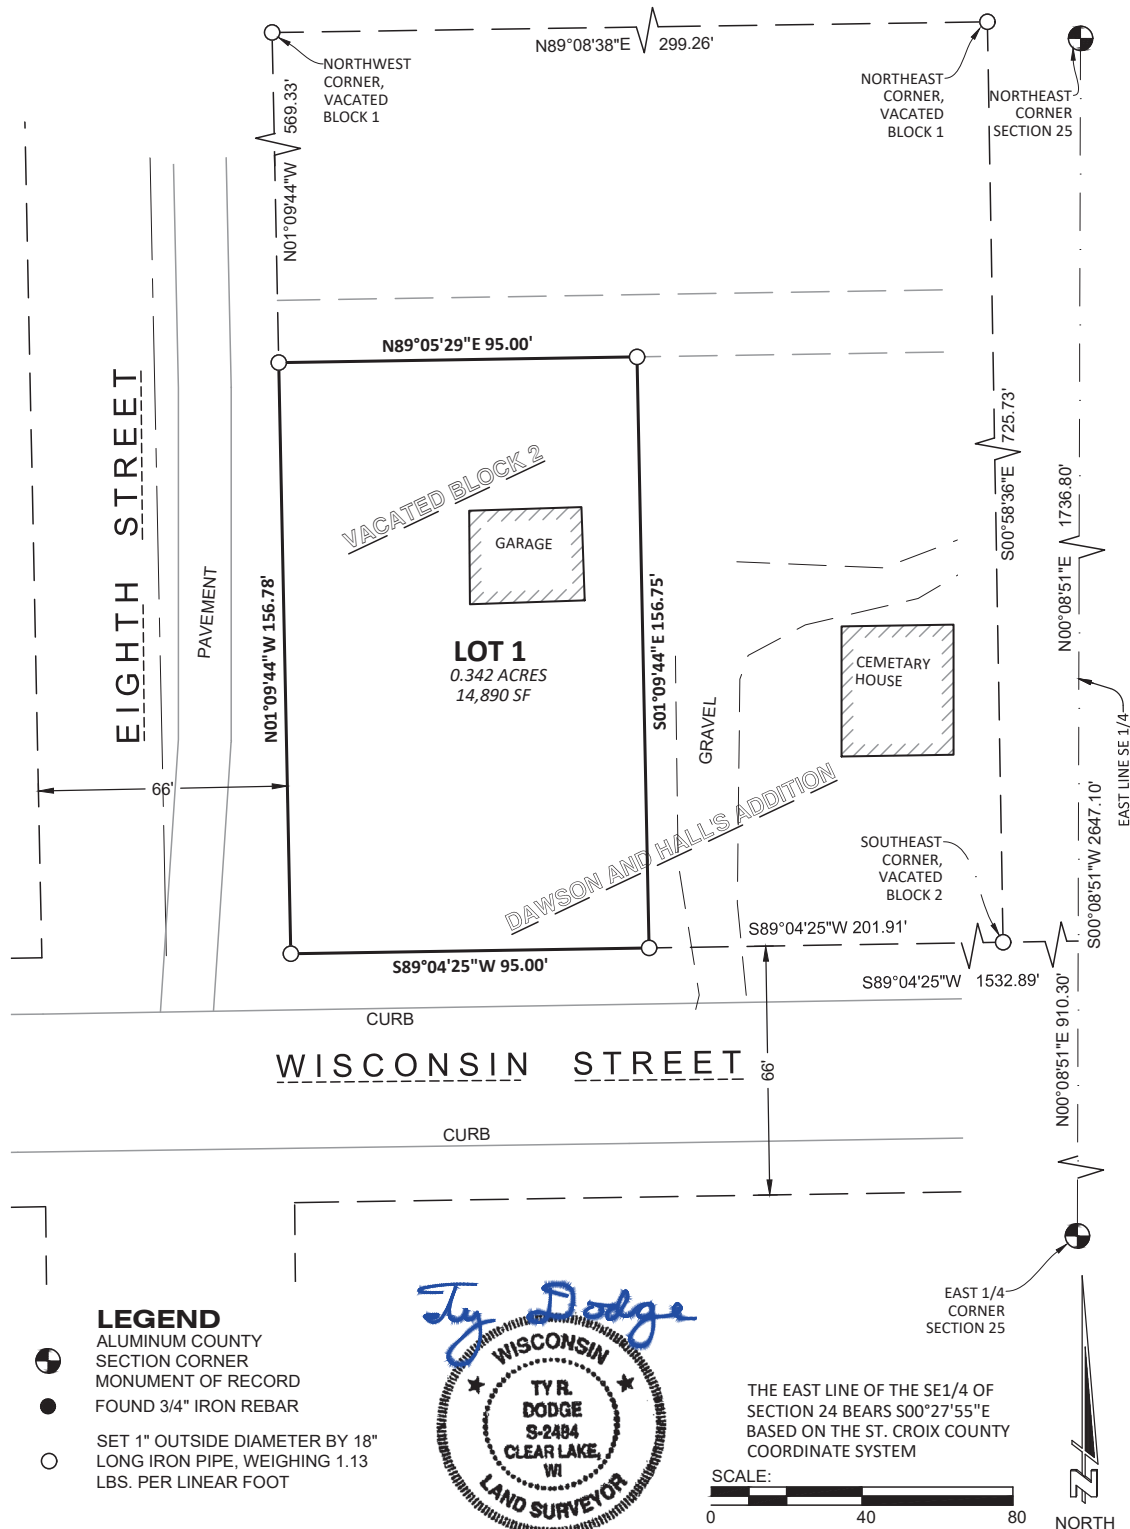 N89°08'38"E 299.26'
NORTHWEST
CORNER,
VACATED
BLOCK 1
NORTHEAST
CORNER,
VACATED
BLOCK 1
NORTHEAST
CORNER
SECTION 25
N01°09'44"W 569.33'
N89°05'29"E 95.00'
EIGHTH STREET
PAVEMENT
VACATED BLOCK 2
GARAGE
LOT 1
0.342 ACRES
14,890 SF
N01°09'44"W 156.78'
S01°09'44"E 156.75'
GRAVEL
CEMETARY
HOUSE
S00°58'36"E 725.73'
N00°08'51"E 1736.80'
EAST LINE SE 1/4
S00°08'51"W 2647.10'
66'
DAWSON AND HALL'S ADDITION
SOUTHEAST
CORNER,
VACATED
BLOCK 2
S89°04'25"W 201.91'
S89°04'25"W 95.00'
S89°04'25"W 1532.89'
N00°08'51"E 910.30'
CURB
WISCONSIN STREET
66'
CURB
EAST 1/4
CORNER
SECTION 25
LEGEND
ALUMINUM COUNTY
SECTION CORNER
MONUMENT OF RECORD
FOUND 3/4" IRON REBAR
SET 1" OUTSIDE DIAMETER BY 18"
LONG IRON PIPE, WEIGHING 1.13
LBS. PER LINEAR FOOT
Ty Dodge
WISCONSIN
TY R.
DODGE
S-2484
CLEAR LAKE,
WI
LAND SURVEYOR
THE EAST LINE OF THE SE1/4 OF
SECTION 24 BEARS S00°27'55"E
BASED ON THE ST. CROIX COUNTY
COORDINATE SYSTEM
SCALE:
0 40 80
N
NORTH